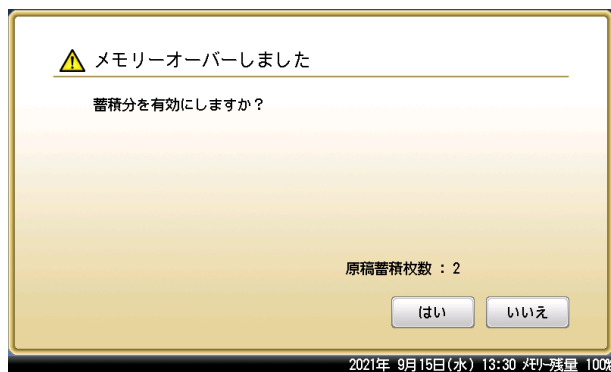 メモリーオーバーしました
蓄積分を有効にしますか？
原稿蓄積枚数 : 2
はい
いいえ
2021年 9月15日(水) 13:30 ﾒﾓﾘｰ残量 100%